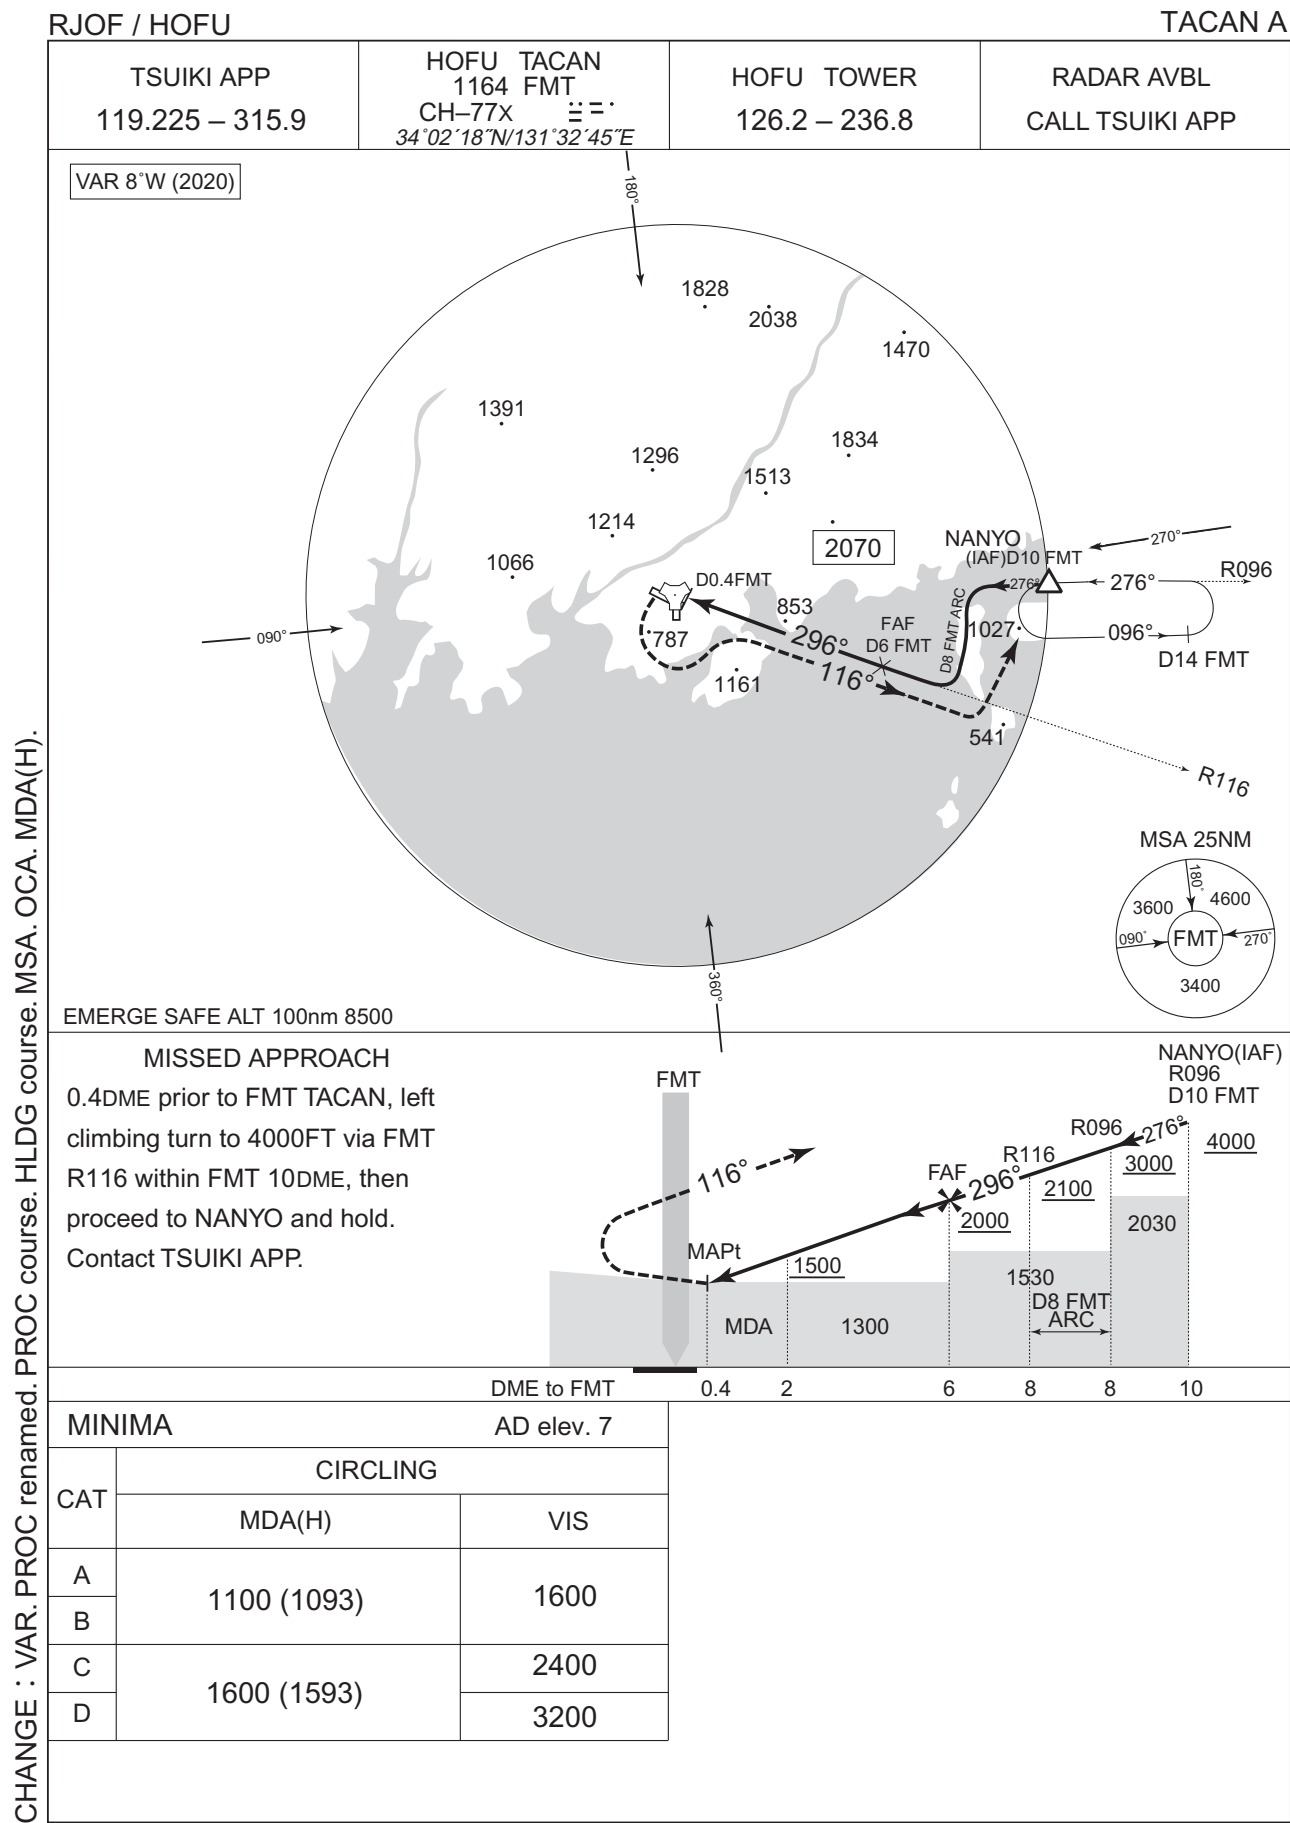 RJOF / HOFU
TACAN A
TSUIKI APP
119.225 – 315.9
HOFU TACAN
1164 FMT
CH–77X
34°02´18˝N/131°32´45˝E
HOFU TOWER
126.2 – 236.8
RADAR AVBL
CALL TSUIKI APP
VAR 8°W (2020)
180°
1828
2038
1470
1391
1834
1296
1513
1214
1066
2070
NANYO
(IAF)D10 FMT
270°
276°
276°
R096
D0.4FMT
853
090°
787
296°
FAF
D6 FMT
D8 FMT ARC
1027
096°
D14 FMT
1161
116°
541
R116
MSA 25NM
180°
3600
4600
090°
FMT
270°
3400
360°
EMERGE SAFE ALT 100nm 8500
MISSED APPROACH
0.4DME prior to FMT TACAN, left
climbing turn to 4000FT via FMT
R116 within FMT 10DME, then
proceed to NANYO and hold.
Contact TSUIKI APP.
FMT
NANYO(IAF)
R096
D10 FMT
R096
276°
4000
R116
3000
FAF
296°
2100
116°
2000
2030
MAPt
1500
1530
D8 FMT
ARC
MDA
1300
DME to FMT
0.4
2
6
8
8
10
MINIMA
AD elev. 7
CAT
CIRCLING
MDA(H)
VIS
A
B
1100 (1093)
1600
C
D
1600 (1593)
2400
3200
CHANGE : VAR. PROC renamed. PROC course. HLDG course. MSA. OCA. MDA(H).